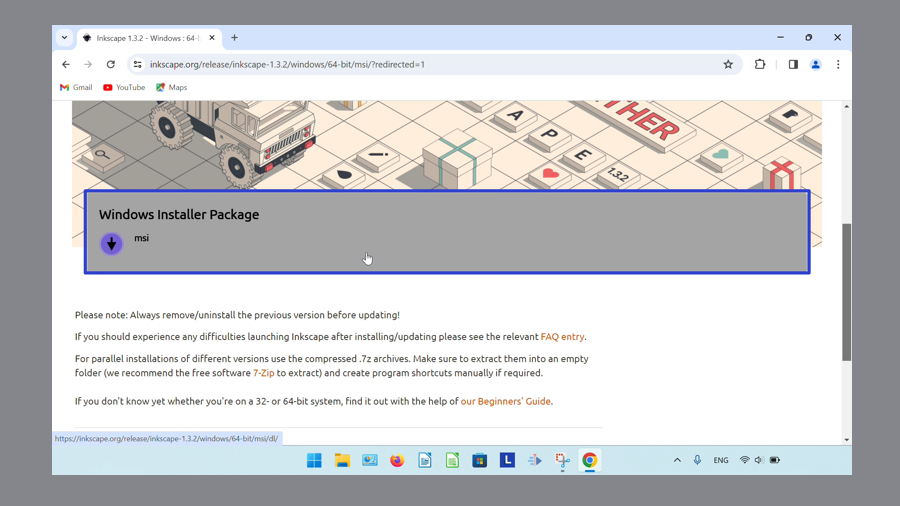 Inkscape 1.3.2 - Windows : 64-
inkscape.org/release/inkscape-1.3.2/windows/64-bit/msi/?redirected=1
Gmail YouTube Maps
THER
A P E
1.3.2
Windows Installer Package
msi
Please note: Always remove/uninstall the previous version before updating!
If you should experience any difficulties launching Inkscape after installing/updating please see the relevant FAQ entry.
For parallel installations of different versions use the compressed .7z archives. Make sure to extract them into an empty
folder (we recommend the free software 7-Zip to extract) and create program shortcuts manually if required.
If you don't know yet whether you're on a 32- or 64-bit system, find it out with the help of our Beginners' Guide.
https://inkscape.org/release/inkscape-1.3.2/windows/64-bit/msi/dl/
L ENG